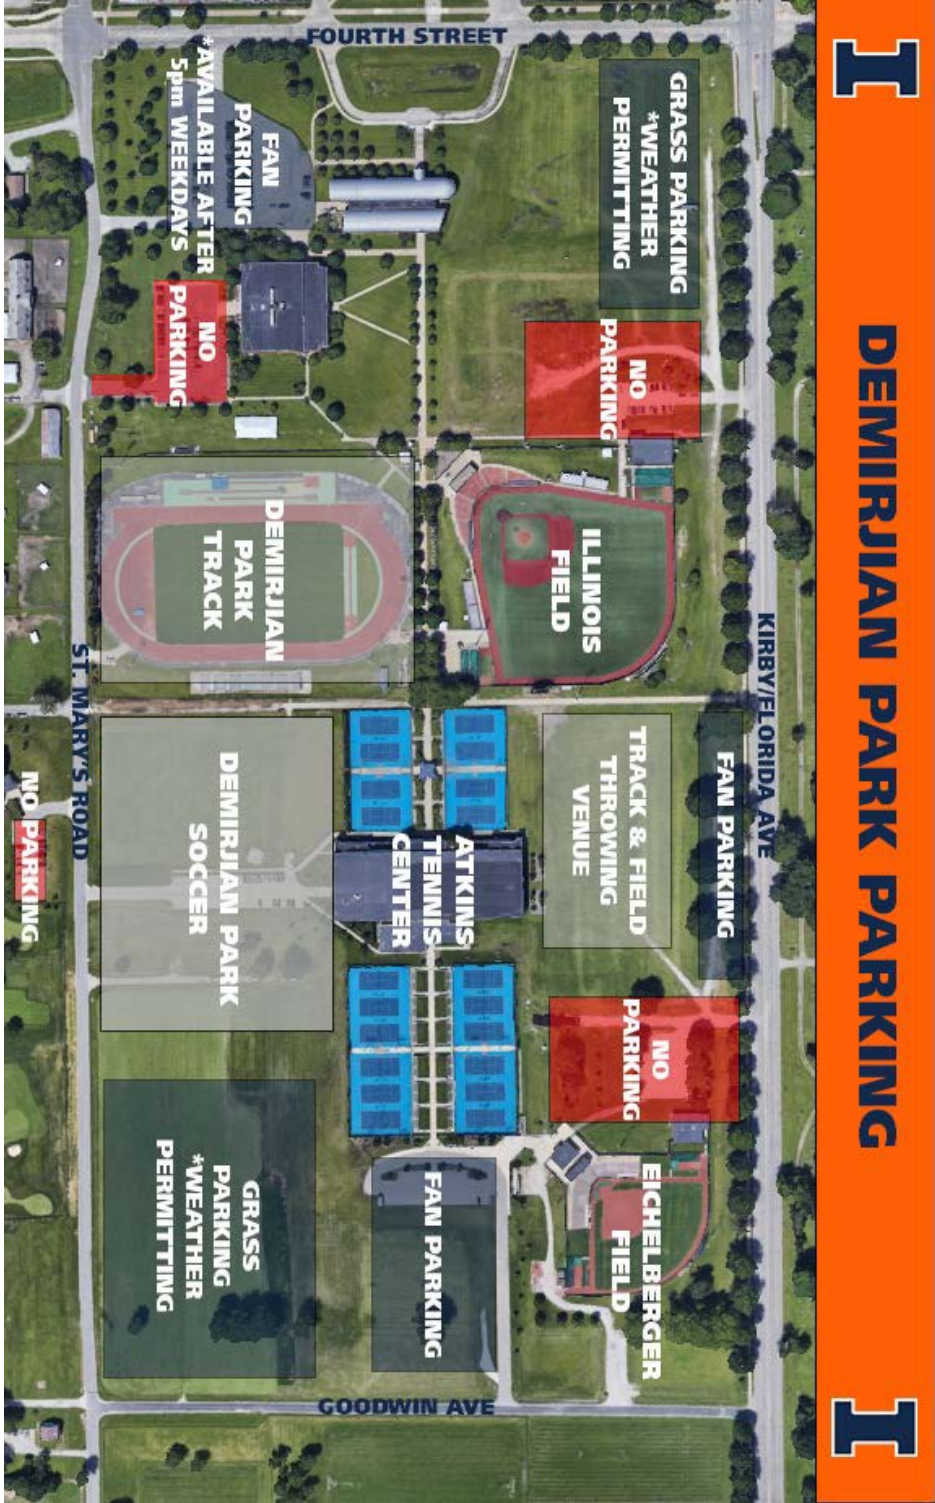 I DEMIRJIAN PARK PARKING I
KIRBY/FLORIDA AVE
FOURTH STREET
GRASS PARKING
*WEATHER
PERMITTING
NO
PARKING
ILLINOIS
FIELD
FAN PARKING
TRACK & FIELD
THROWING
VENUE
NO
PARKING
EICHELBERGER
FIELD
ATKINS
TENNIS
CENTER
FAN PARKING
GOODWIN AVE
FAN
PARKING
*AVAILABLE AFTER
5pm WEEKDAYS
NO
PARKING
DEMIRJIAN
PARK
TRACK
DEMIRJIAN PARK
SOCCER
GRASS
PARKING
*WEATHER
PERMITTING
ST. MARY'S ROAD
NO PARKING